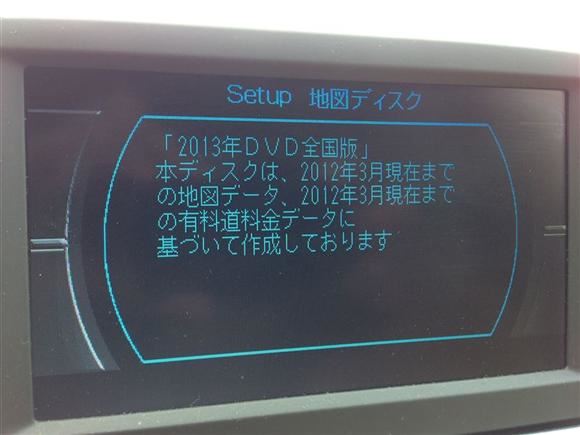 Setup 地図ディスク
「2013年ＤＶＤ全国版」
本ディスクは、2012年3月現在まで
の地図データ、2012年3月現在まで
の有料道料金データに
基づいて作成しております